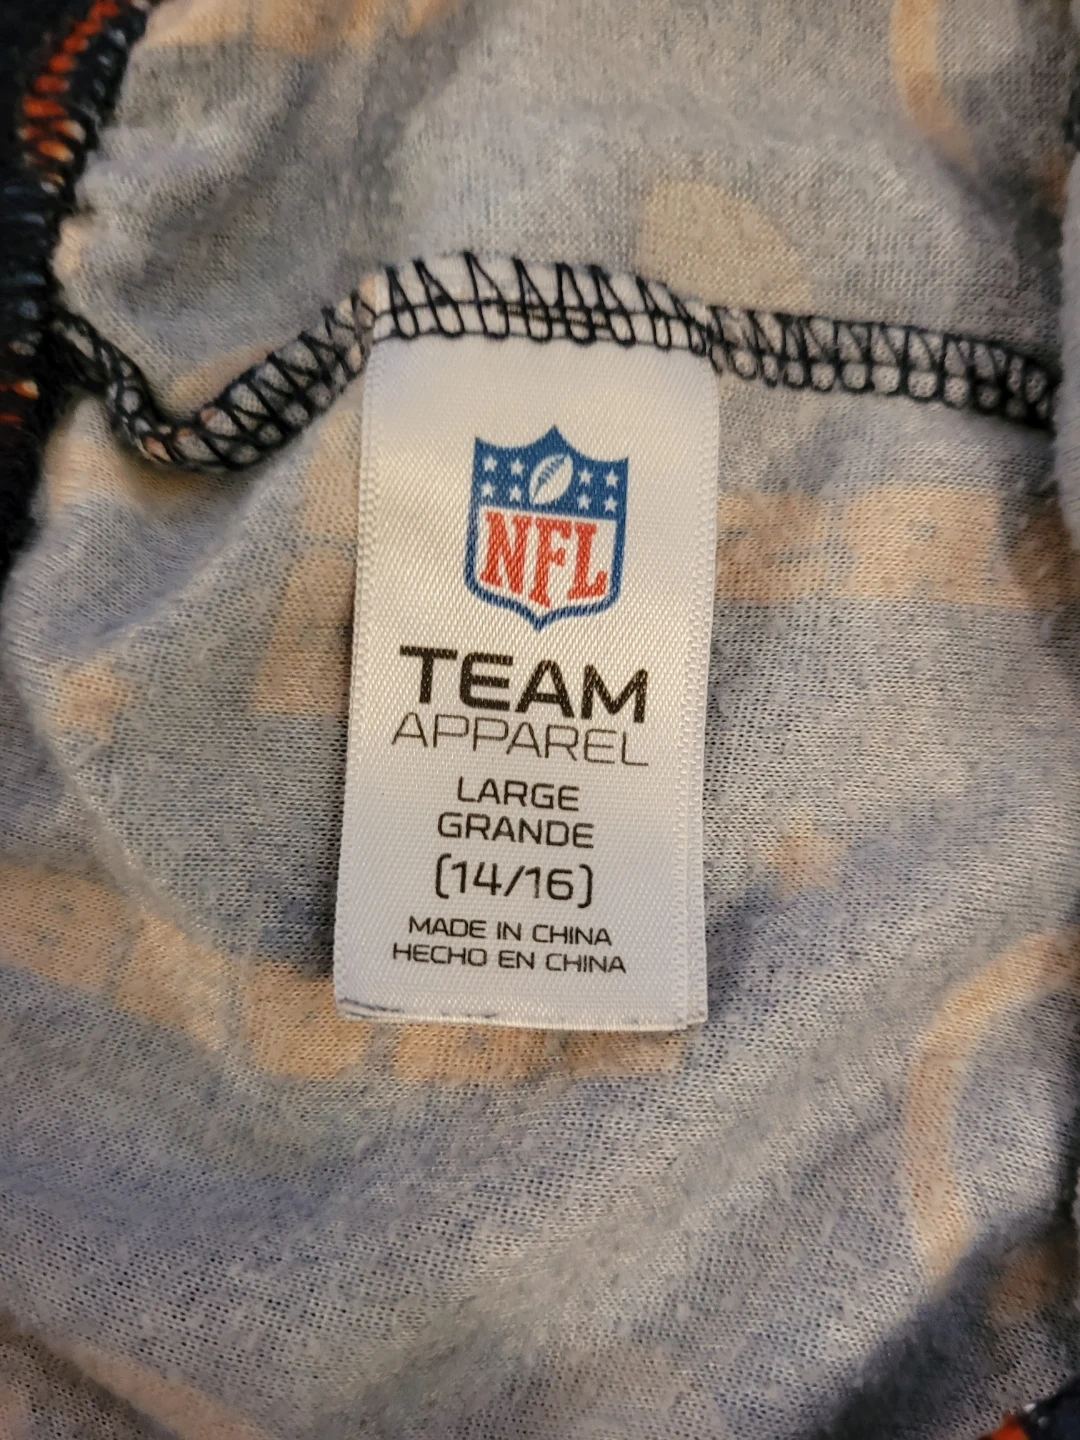 NFL
TEAM
APPAREL
LARGE
GRANDE
(14/16)
MADE IN CHINA
HECHO EN CHINA